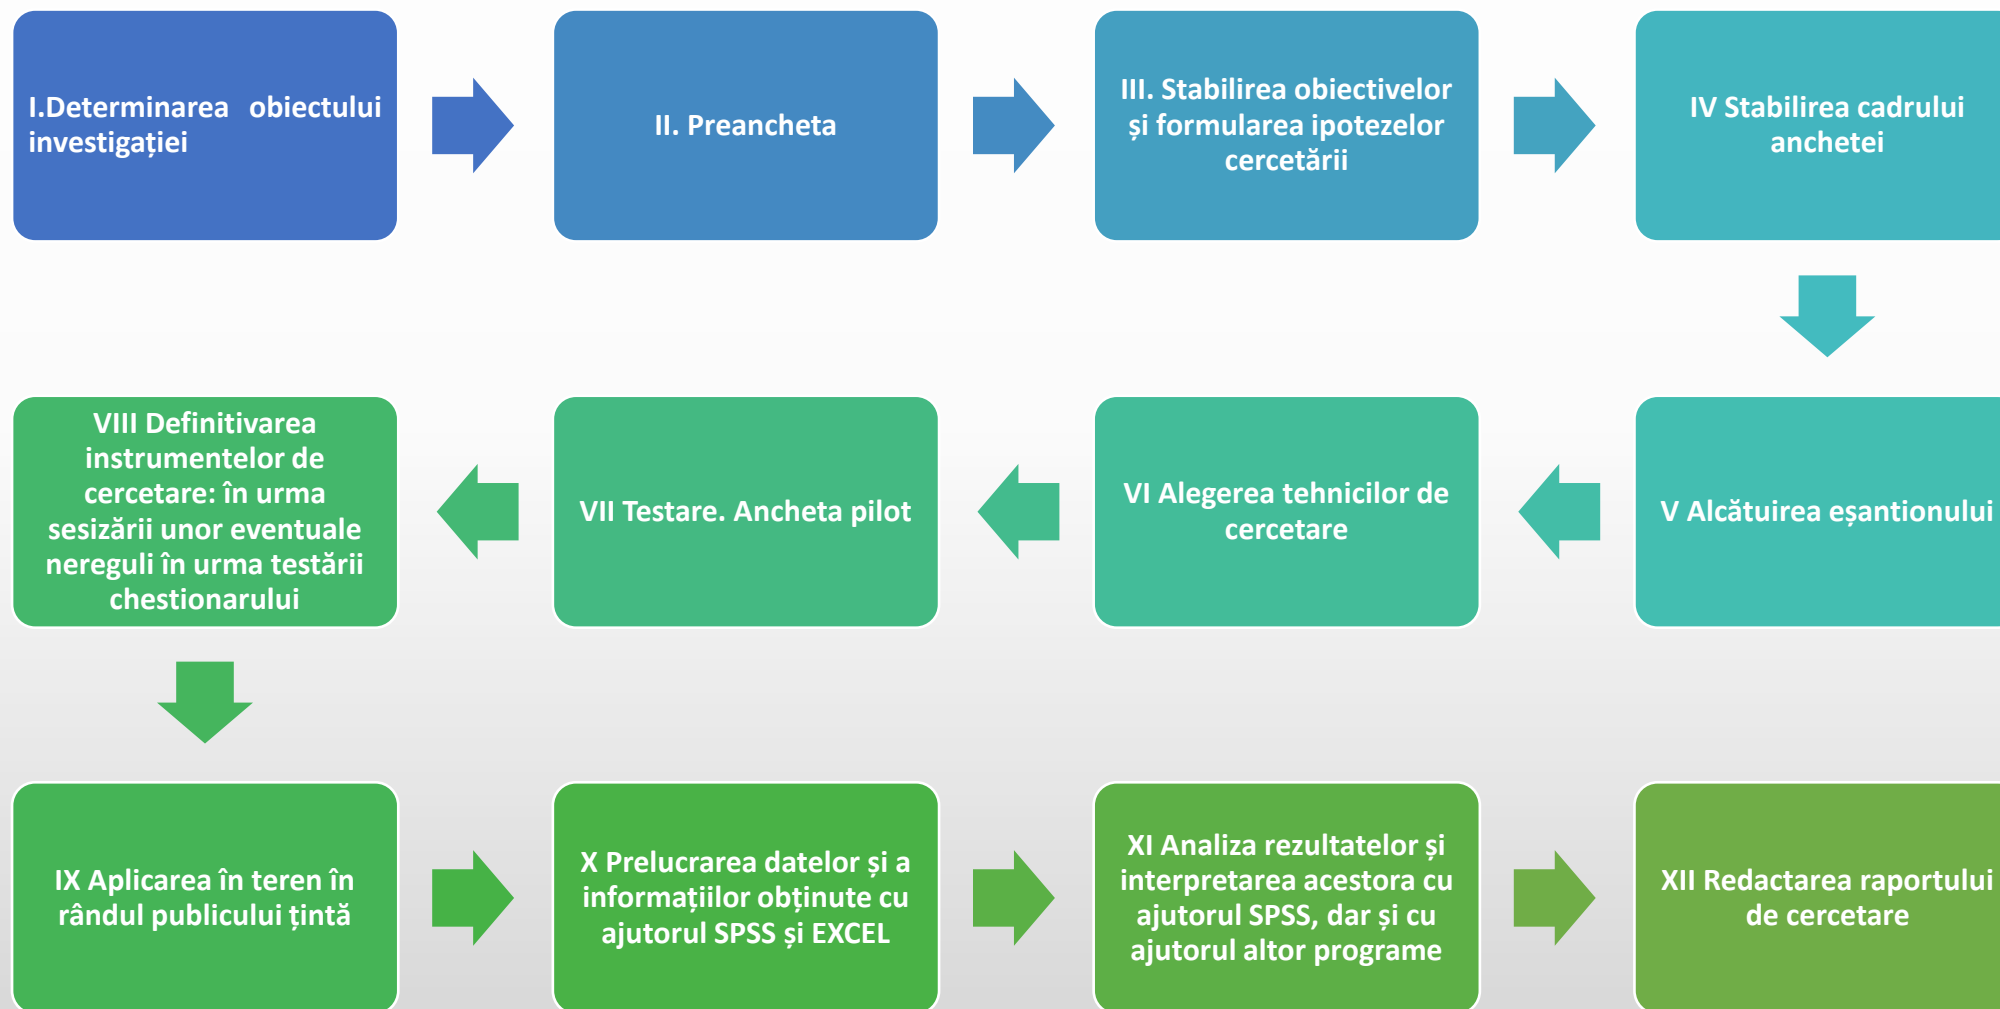 I.Determinarea obiectului
investigației
II. Preancheta
III. Stabilirea obiectivelor
și formularea ipotezelor
cercetării
IV Stabilirea cadrului
anchetei
V Alcătuirea eșantionului
VI Alegerea tehnicilor de
cercetare
VII Testare. Ancheta pilot
VIII Definitivarea
instrumentelor de
cercetare: în urma
sesizării unor eventuale
nereguli în urma testării
chestionarului
IX Aplicarea în teren în
rândul publicului țintă
X Prelucrarea datelor și a
informațiilor obținute cu
ajutorul SPSS și EXCEL
XI Analiza rezultatelor și
interpretarea acestora cu
ajutorul SPSS, dar și cu
ajutorul altor programe
XII Redactarea raportului
de cercetare